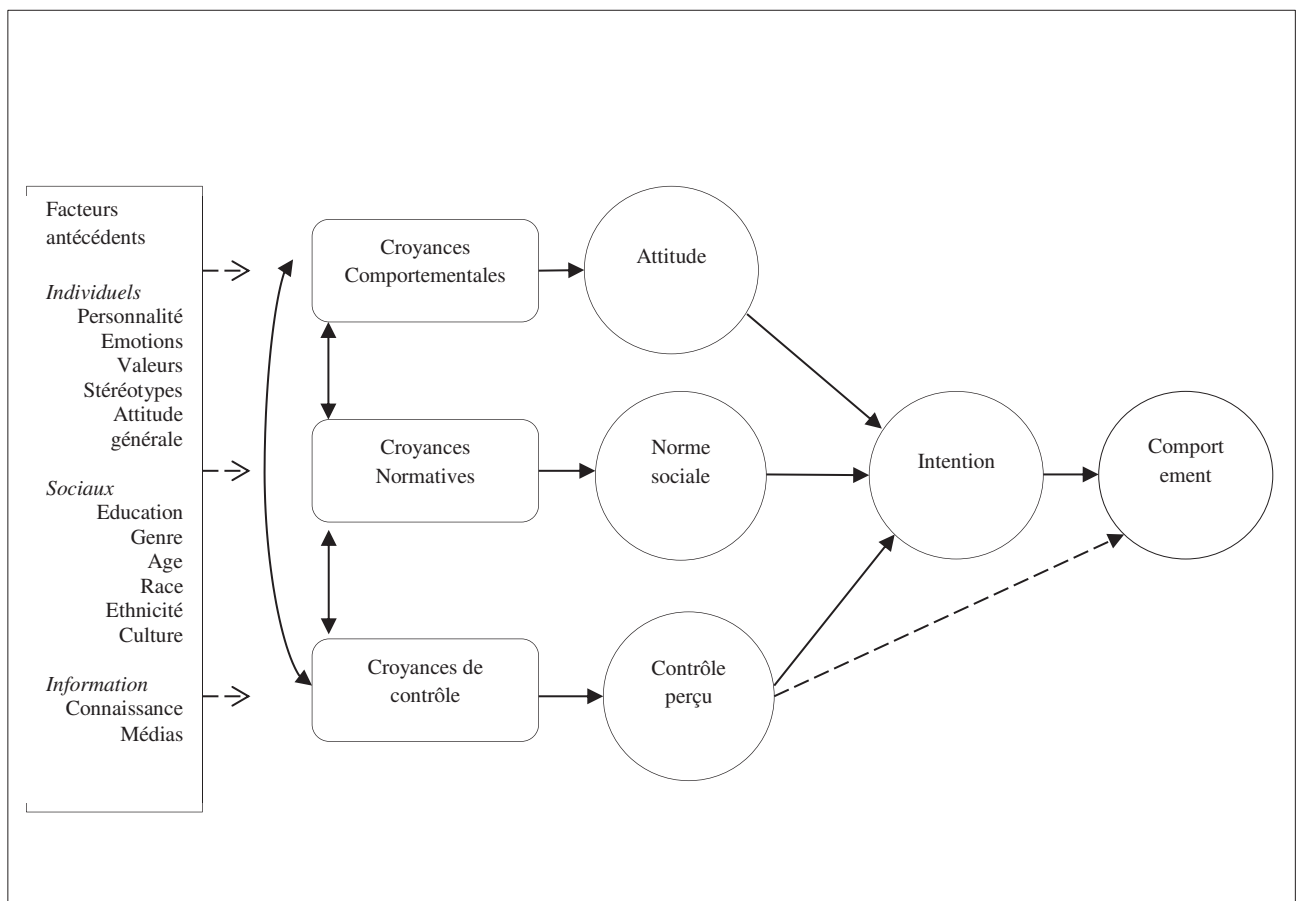 Facteurs
antécédents
Individuels
Personnalité
Emotions
Valeurs
Stéréotypes
Attitude
générale
Sociaux
Education
Genre
Age
Race
Ethnicité
Culture
Information
Connaissance
Médias
Croyances
Comportementales
Croyances
Normatives
Croyances de
contrôle
Attitude
Norme
sociale
Contrôle
perçu
Intention
Comport
ement